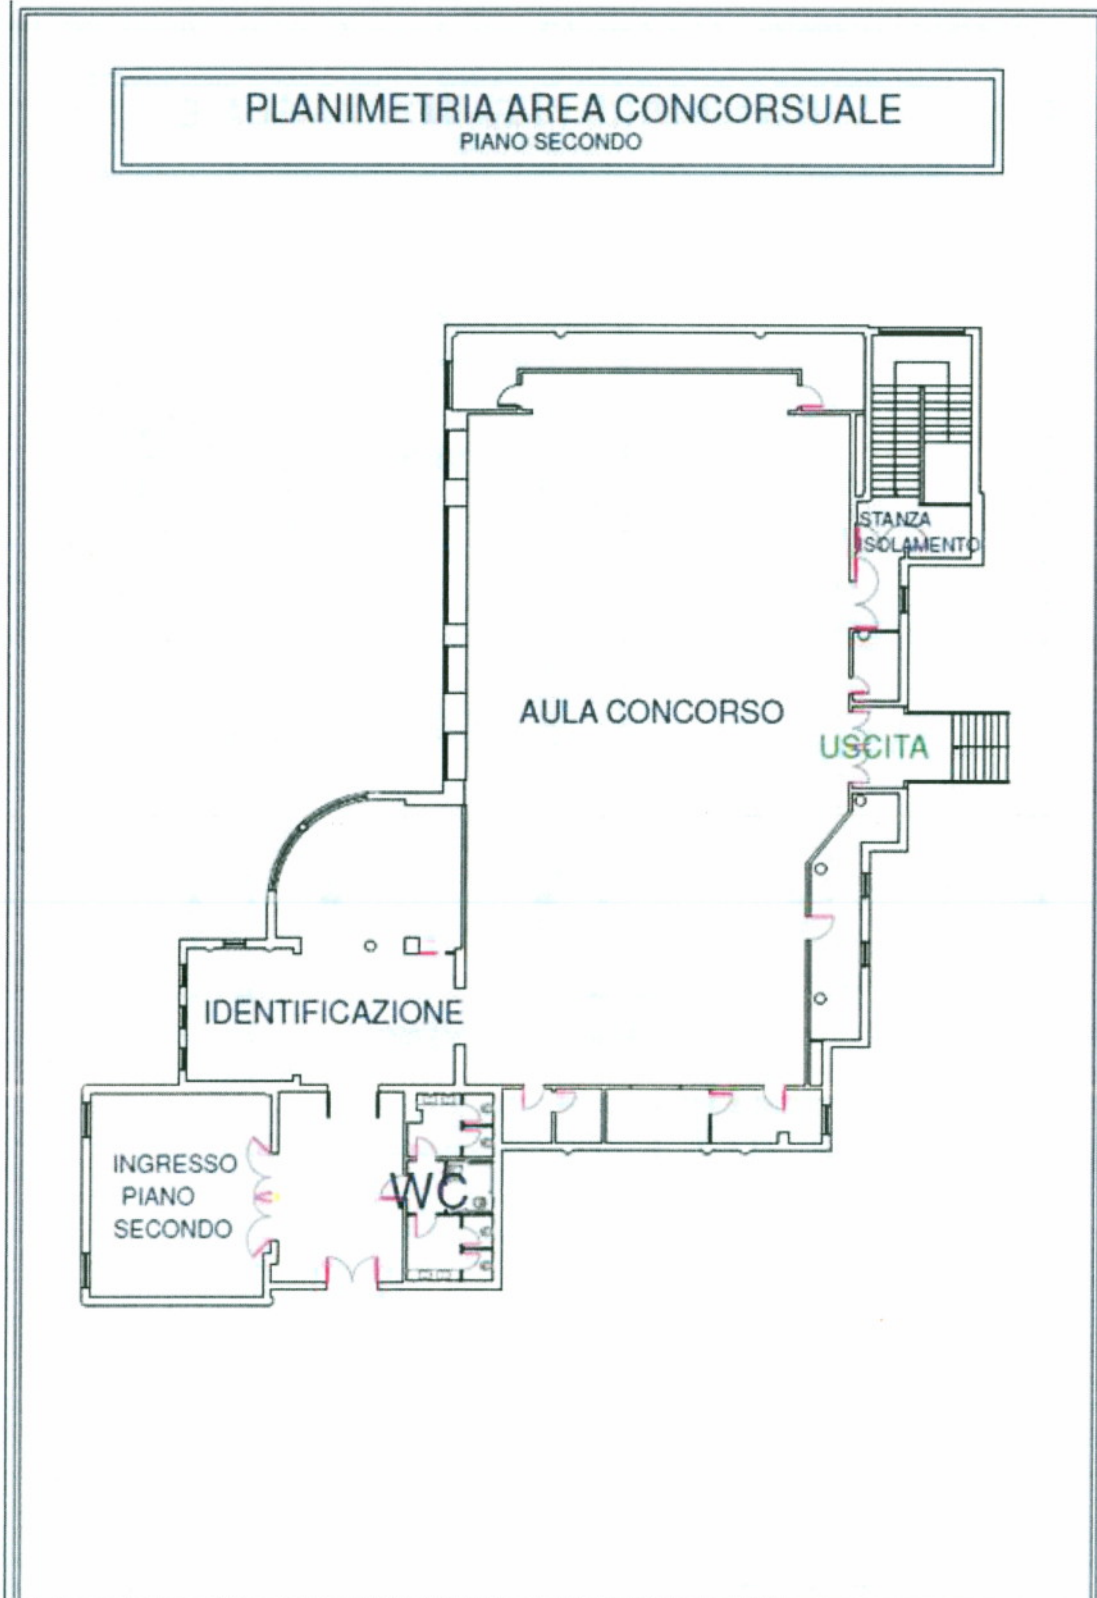 PLANIMETRIA AREA CONCORSUALE
PIANO SECONDO
STANZA
ISOLAMENTO
AULA CONCORSO
USCITA
IDENTIFICAZIONE
INGRESSO
PIANO
SECONDO
WC